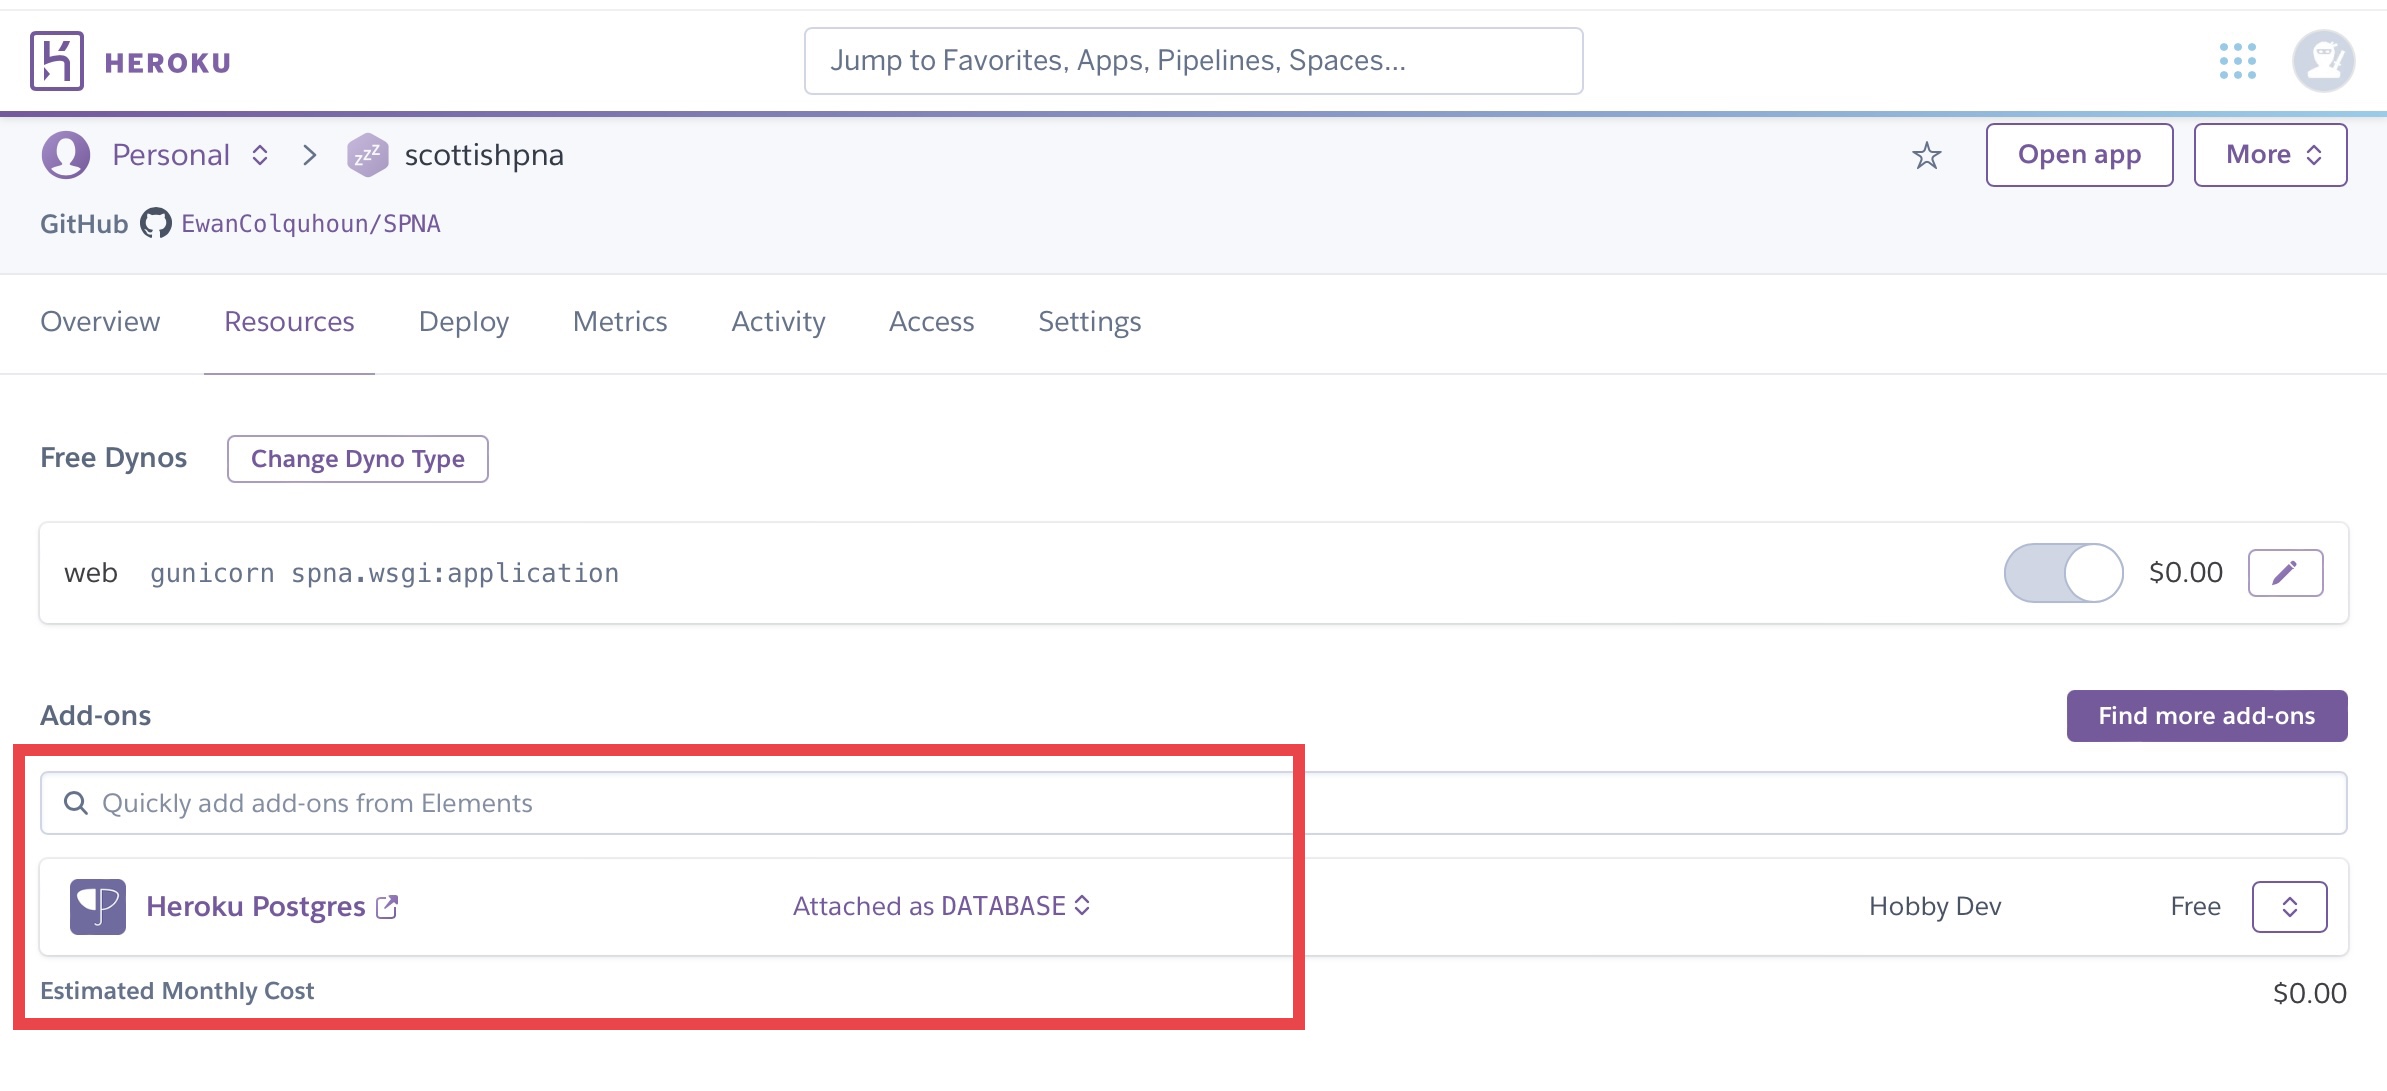 HEROKU
Jump to Favorites, Apps, Pipelines, Spaces...
Personal
zzz
scottishpna
Open app
More
GitHub
EwanColquhoun/SPNA
Overview
Resources
Deploy
Metrics
Activity
Access
Settings
Free Dynos
Change Dyno Type
web
gunicorn spna.wsgi:application
$0.00
Add-ons
Find more add-ons
Quickly add add-ons from Elements
Heroku Postgres
Attached as DATABASE
Hobby Dev
Free
Estimated Monthly Cost
$0.00